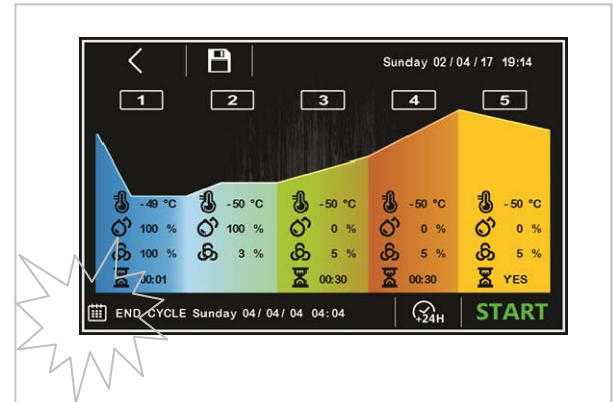 Sunday 02/04/17 19:14
1 2 3 4 5
-49 °C -50 °C -50 °C -50 °C -50 °C
100 % 100 % 0 % 0 % 0 %
100 % 3 % 5 % 5 % 5 %
00:01 00:30 00:30 YES
END CYCLE Sunday 04/04/04 04:04 +24H START